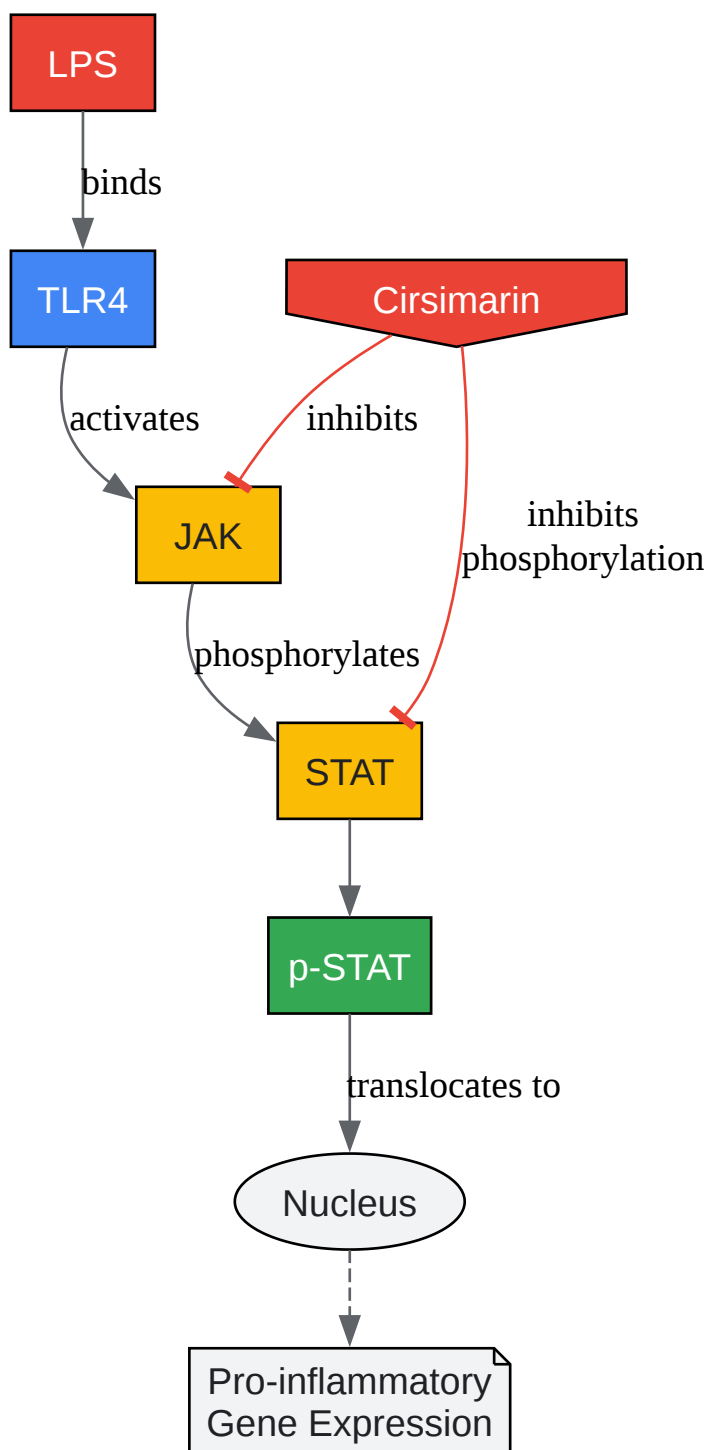 LPS
binds
TLR4
Cirsimarin
activates
inhibits
JAK
inhibits
phosphorylation
phosphorylates
STAT
p-STAT
translocates to
Nucleus
Pro-inflammatory
Gene Expression